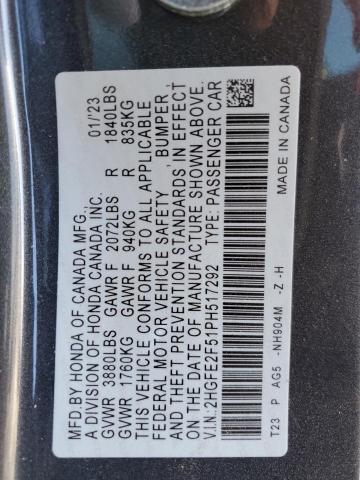 MFD. BY HONDA OF CANADA MFG.,
A DIVISION OF HONDA CANADA INC. 01/'23
GVWR 3880LBS GAWR F 2072LBS R 1840LBS
GVWR 1760KG GAWR F 940KG R 835KG
THIS VEHICLE CONFORMS TO ALL APPLICABLE
FEDERAL MOTOR VEHICLE SAFETY, BUMPER,
AND THEFT PREVENTION STANDARDS IN EFFECT
ON THE DATE OF MANUFACTURE SHOWN ABOVE.
V.I.N.:2HGFE2F51PH517292 TYPE: PASSENGER CAR
T23 P AG5 -NH904M -Z -H MADE IN CANADA